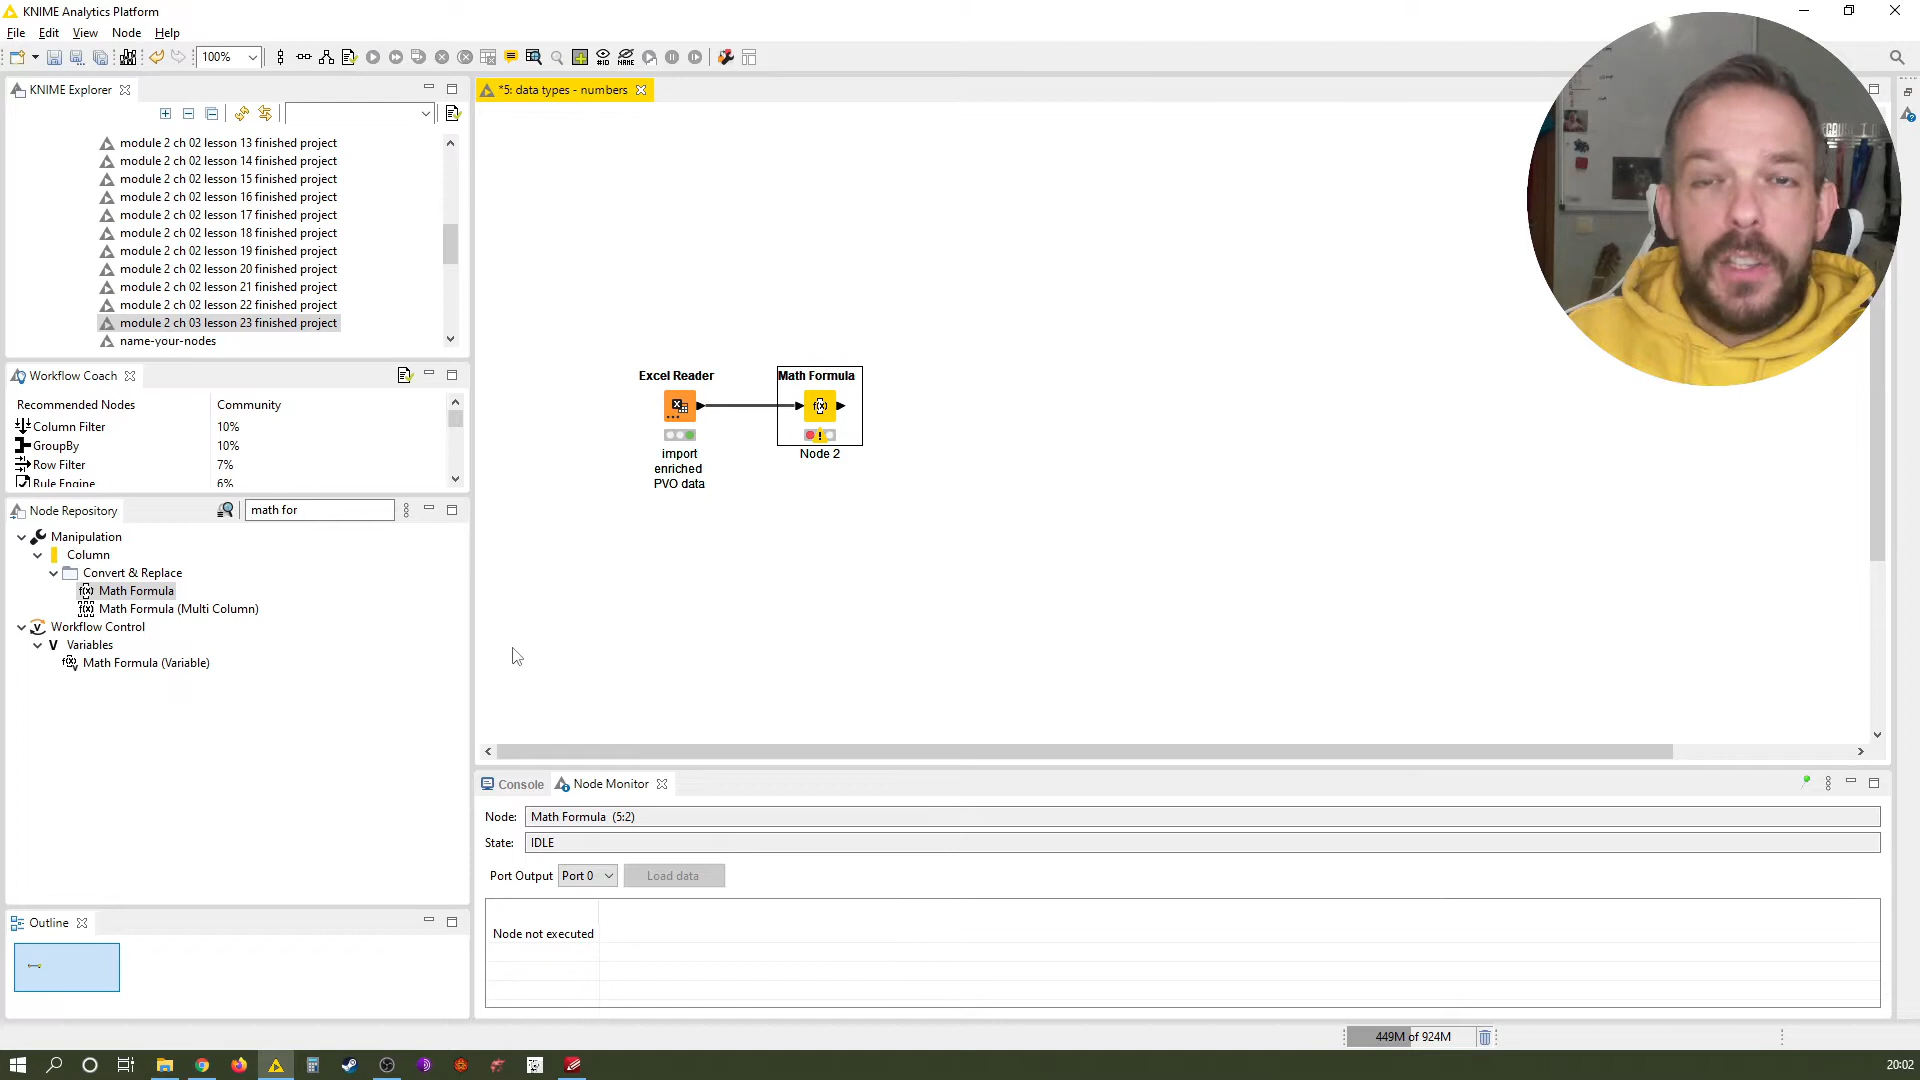 KNIME Analytics Platform
File Edit View Node Help
100%
KNIME Explorer
module 2 ch 02 lesson 13 finished project
module 2 ch 02 lesson 14 finished project
module 2 ch 02 lesson 15 finished project
module 2 ch 02 lesson 16 finished project
module 2 ch 02 lesson 17 finished project
module 2 ch 02 lesson 18 finished project
module 2 ch 02 lesson 19 finished project
module 2 ch 02 lesson 20 finished project
module 2 ch 02 lesson 21 finished project
module 2 ch 02 lesson 22 finished project
module 2 ch 03 lesson 23 finished project
name-your-nodes
Workflow Coach
Recommended Nodes Community
Column Filter 10%
GroupBy 10%
Row Filter 7%
Rule Engine 6%
Node Repository
math for
Manipulation
Column
Convert & Replace
Math Formula
Math Formula (Multi Column)
Workflow Control
Variables
Math Formula (Variable)
Outline
*5: data types - numbers
Excel Reader
import
enriched
PVO data
Math Formula
f(x)
Node 2
Console Node Monitor
Node: Math Formula (5:2)
State: IDLE
Port Output Port 0 Load data
Node not executed
449M of 924M
20:02